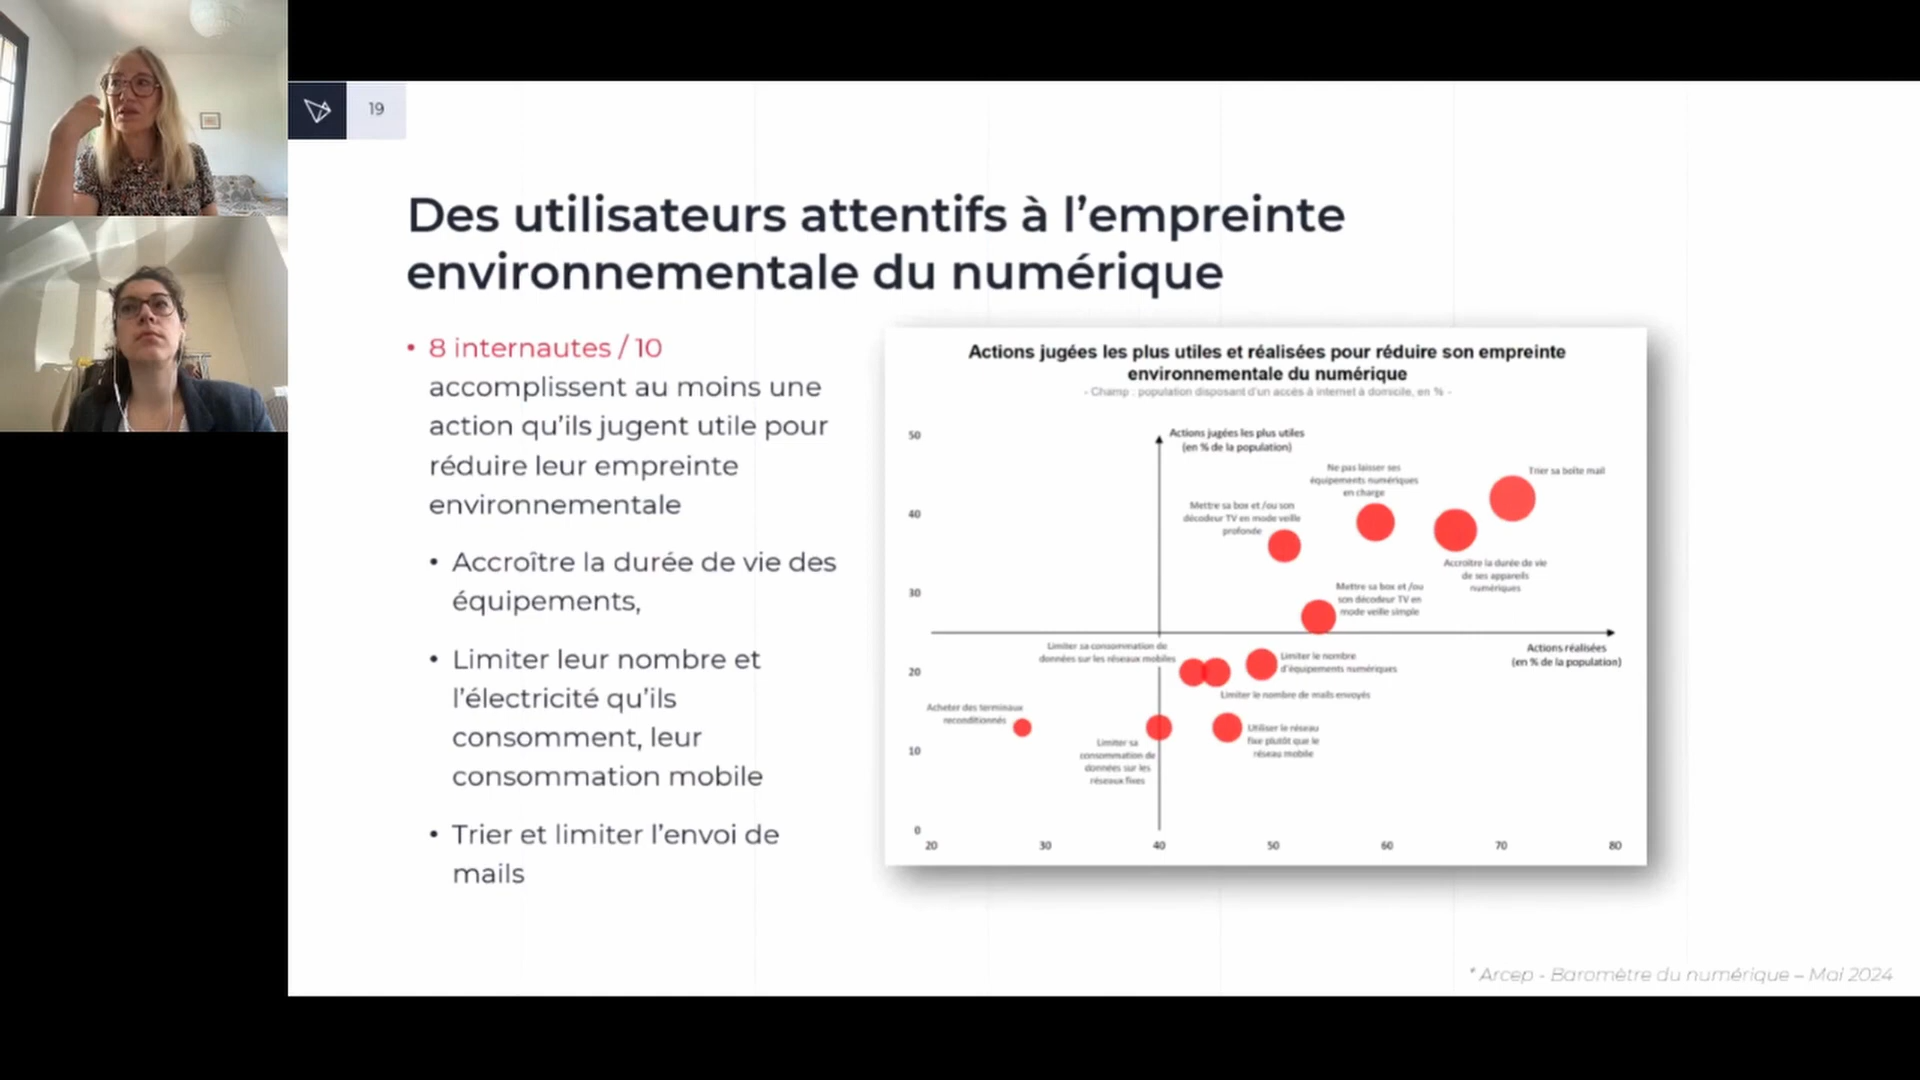 19
Des utilisateurs attentifs à l’empreinte
environnementale du numérique
• 8 internautes / 10
accomplissent au moins une
action qu’ils jugent utile pour
réduire leur empreinte
environnementale
• Accroître la durée de vie des
équipements,
• Limiter leur nombre et
l’électricité qu’ils
consomment, leur
consommation mobile
• Trier et limiter l’envoi de
mails
Actions jugées les plus utiles et réalisées pour réduire son empreinte
environnementale du numérique
- Champ : population disposant d’un accès à internet à domicile, en % -
50
40
30
20
10
0
20
30
40
50
60
70
80
Actions jugées les plus utiles
(en % de la population)
Actions réalisées
(en % de la population)
Trier sa boîte mail
Ne pas laisser ses
équipements numériques
en charge
Mettre sa box et /ou son
décodeur TV en mode veille
profonde
Accroître la durée de vie
de ses appareils
numériques
Mettre sa box et /ou
son décodeur TV en
mode veille simple
Limiter sa consommation de
données sur les réseaux mobiles
Limiter le nombre
d’équipements numériques
Limiter le nombre de mails envoyés
Acheter des terminaux
reconditionnés
Limiter sa
consommation de
données sur les
réseaux fixes
Utiliser le réseau
fixe plutôt que le
réseau mobile
* Arcep - Baromètre du numérique – Mai 2024